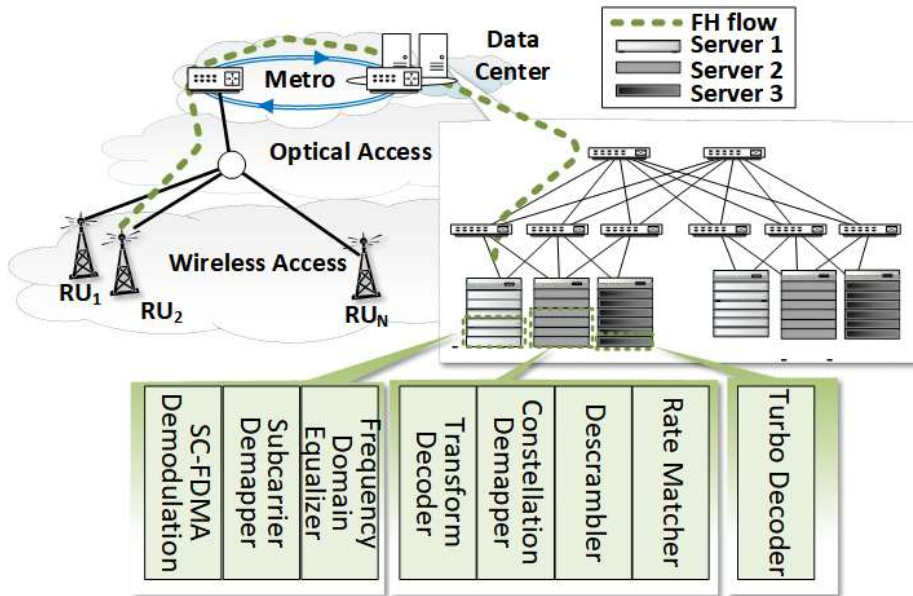 FH flow
Server 1
Server 2
Server 3
Data
Center
Metro
Optical Access
Wireless Access
RU1
RU2
RUN
SC-FDMA
Demodulation
Subcarrier
Demapper
Frequency
Domain
Equalizer
Transform
Decoder
Constellation
Demapper
Descrambler
Rate Matcher
Turbo Decoder